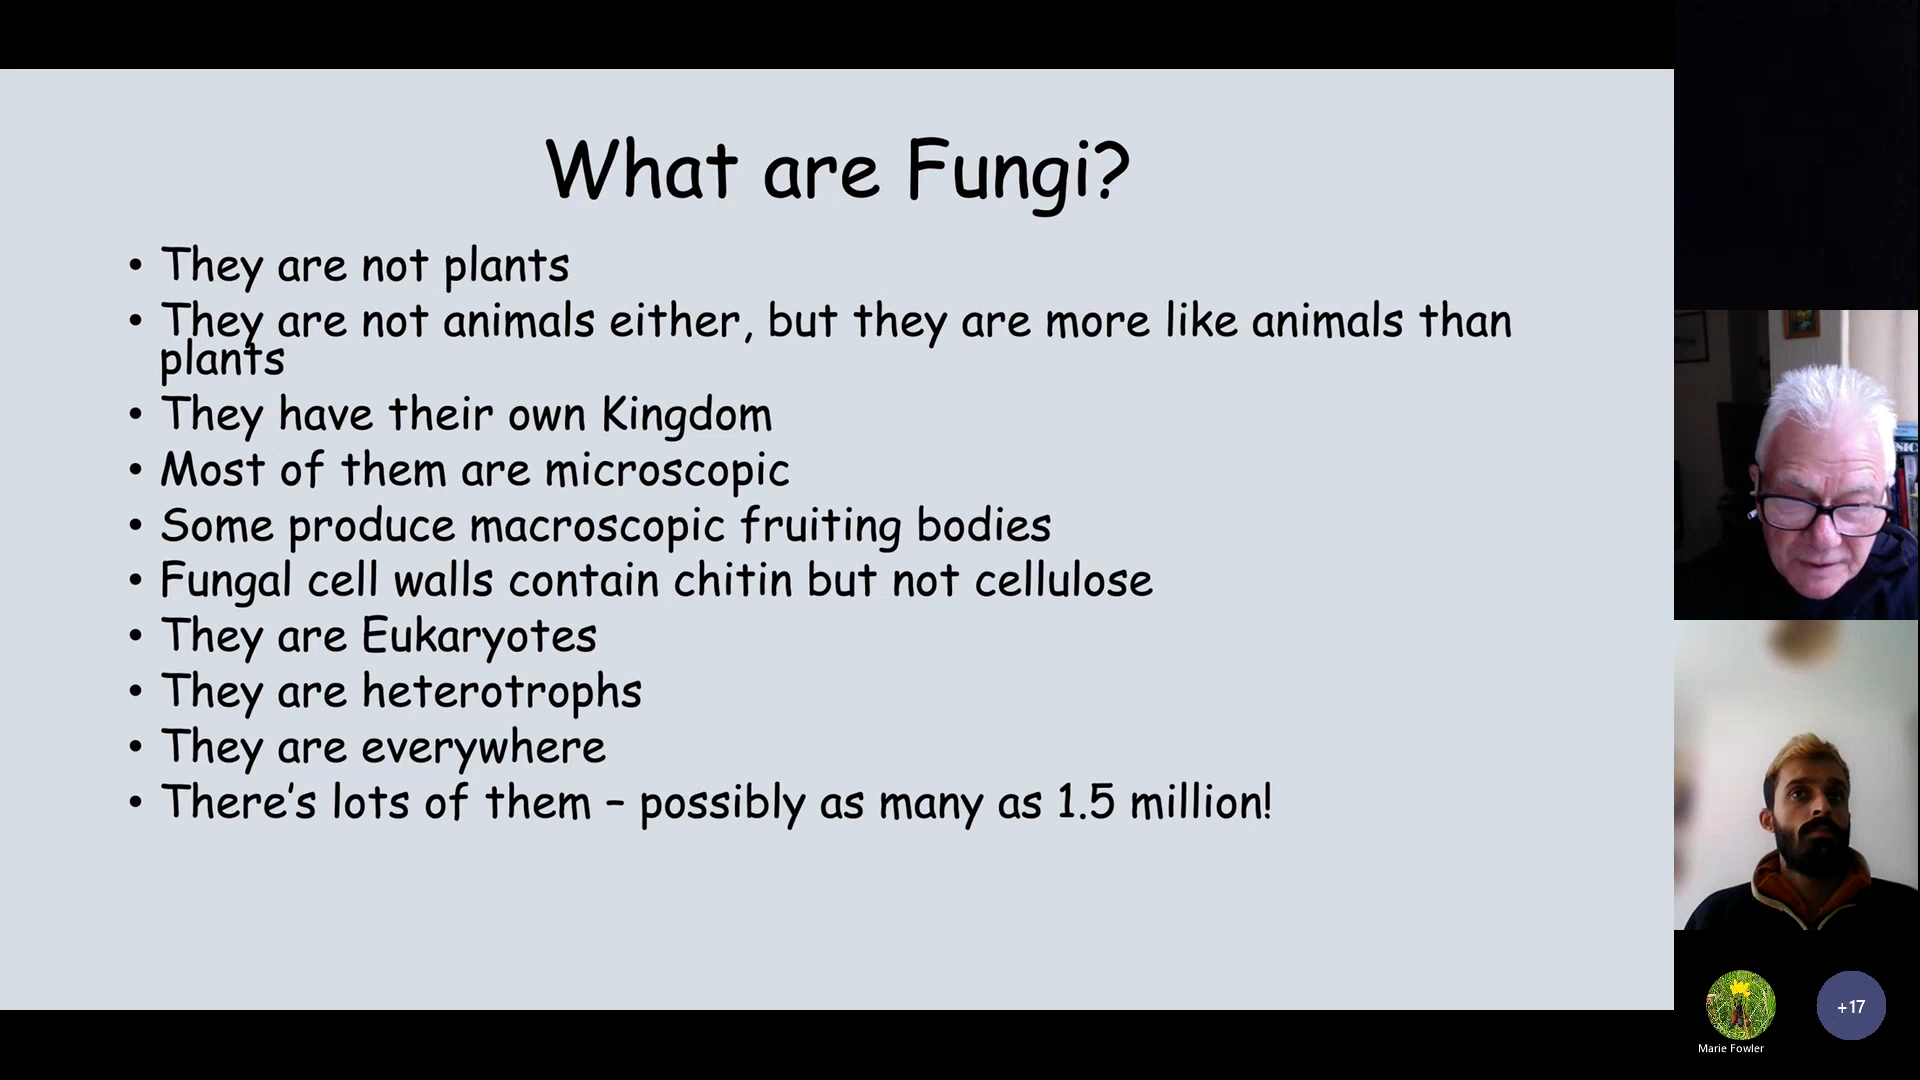 What are Fungi?
• They are not plants
• They are not animals either, but they are more like animals than
plants
• They have their own Kingdom
• Most of them are microscopic
• Some produce macroscopic fruiting bodies
• Fungal cell walls contain chitin but not cellulose
• They are Eukaryotes
• They are heterotrophs
• They are everywhere
• There’s lots of them – possibly as many as 1.5 million!
+17
Marie Fowler